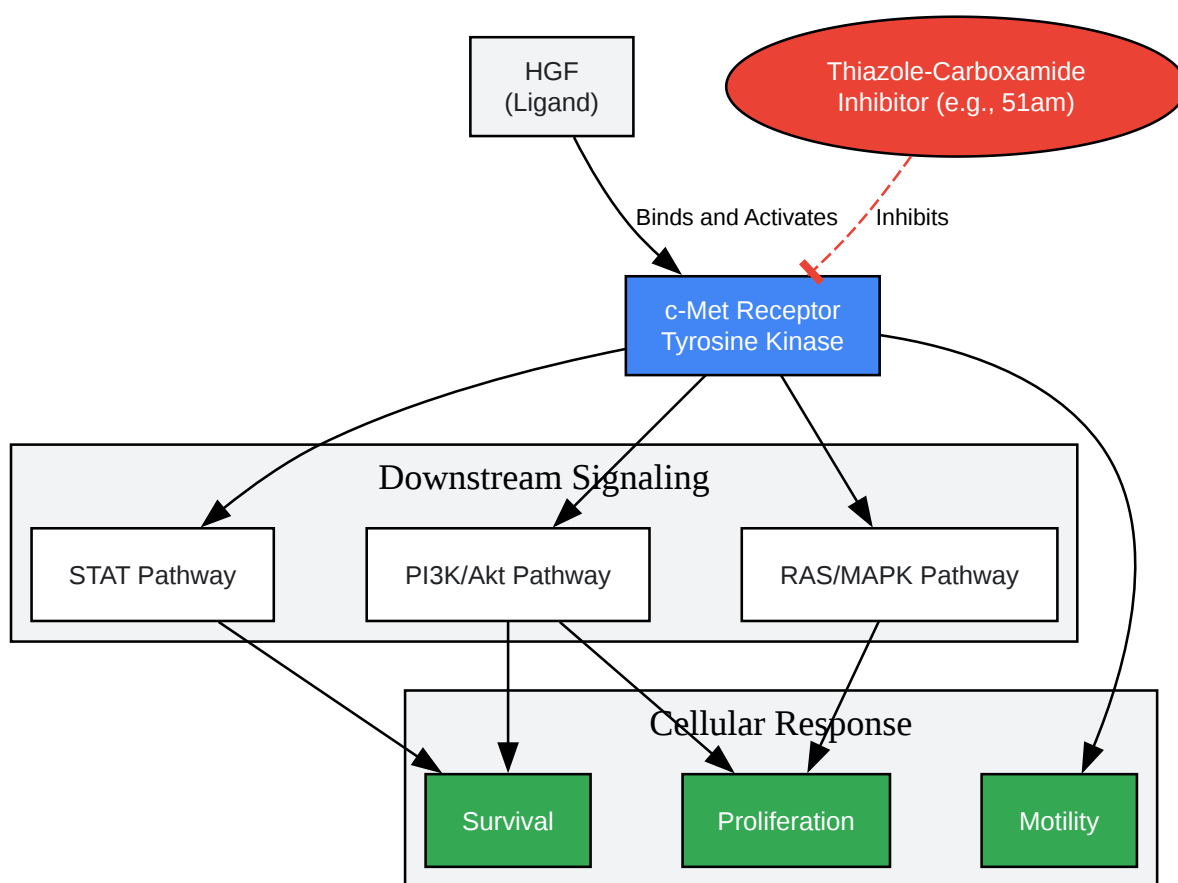 HGF
(Ligand)
Thiazole-Carboxamide
Inhibitor (e.g., 51am)
Binds and Activates
Inhibits
c-Met Receptor
Tyrosine Kinase
Downstream Signaling
STAT Pathway
PI3K/Akt Pathway
RAS/MAPK Pathway
Cellular Response
Survival
Proliferation
Motility